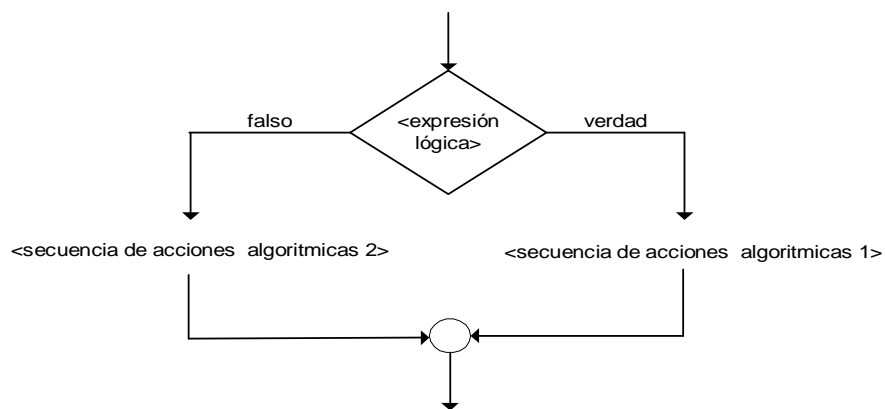 falso
<expresión
lógica>
verdad
<secuencia de acciones algoritmicas 2>
<secuencia de acciones algoritmicas 1>